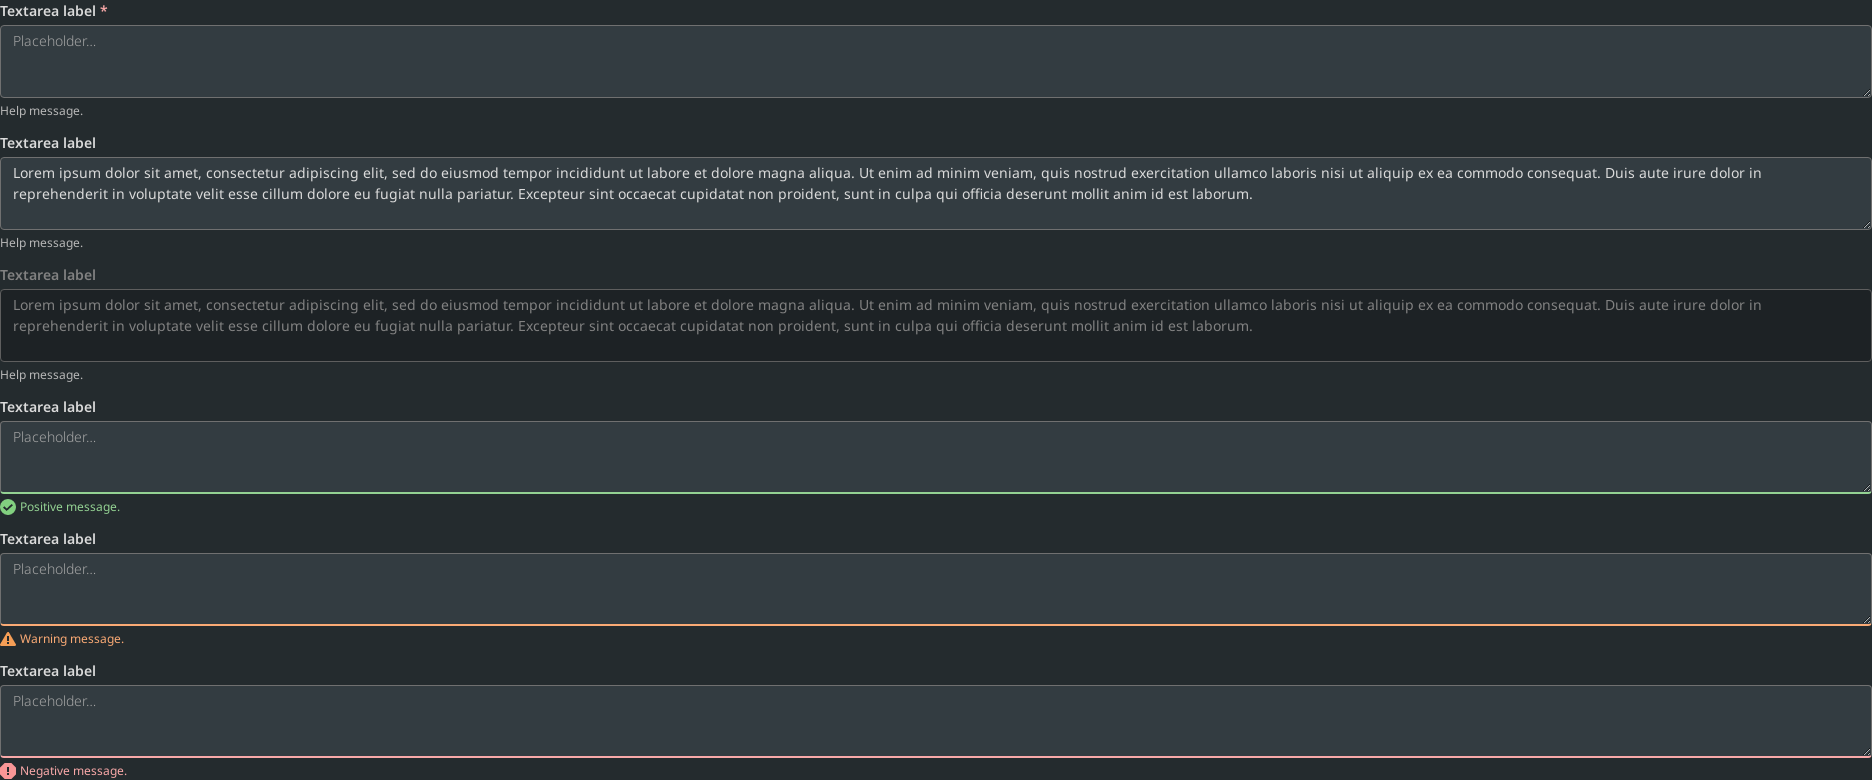 Textarea label *
Placeholder...
Help message.
Textarea label
Lorem ipsum dolor sit amet, consectetur adipiscing elit, sed do eiusmod tempor incididunt ut labore et dolore magna aliqua. Ut enim ad minim veniam, quis nostrud exercitation ullamco laboris nisi ut aliquip ex ea commodo consequat. Duis aute irure dolor in
reprehenderit in voluptate velit esse cillum dolore eu fugiat nulla pariatur. Excepteur sint occaecat cupidatat non proident, sunt in culpa qui officia deserunt mollit anim id est laborum.
Help message.
Textarea label
Lorem ipsum dolor sit amet, consectetur adipiscing elit, sed do eiusmod tempor incididunt ut labore et dolore magna aliqua. Ut enim ad minim veniam, quis nostrud exercitation ullamco laboris nisi ut aliquip ex ea commodo consequat. Duis aute irure dolor in
reprehenderit in voluptate velit esse cillum dolore eu fugiat nulla pariatur. Excepteur sint occaecat cupidatat non proident, sunt in culpa qui officia deserunt mollit anim id est laborum.
Help message.
Textarea label
Placeholder...
Positive message.
Textarea label
Placeholder...
Warning message.
Textarea label
Placeholder...
Negative message.